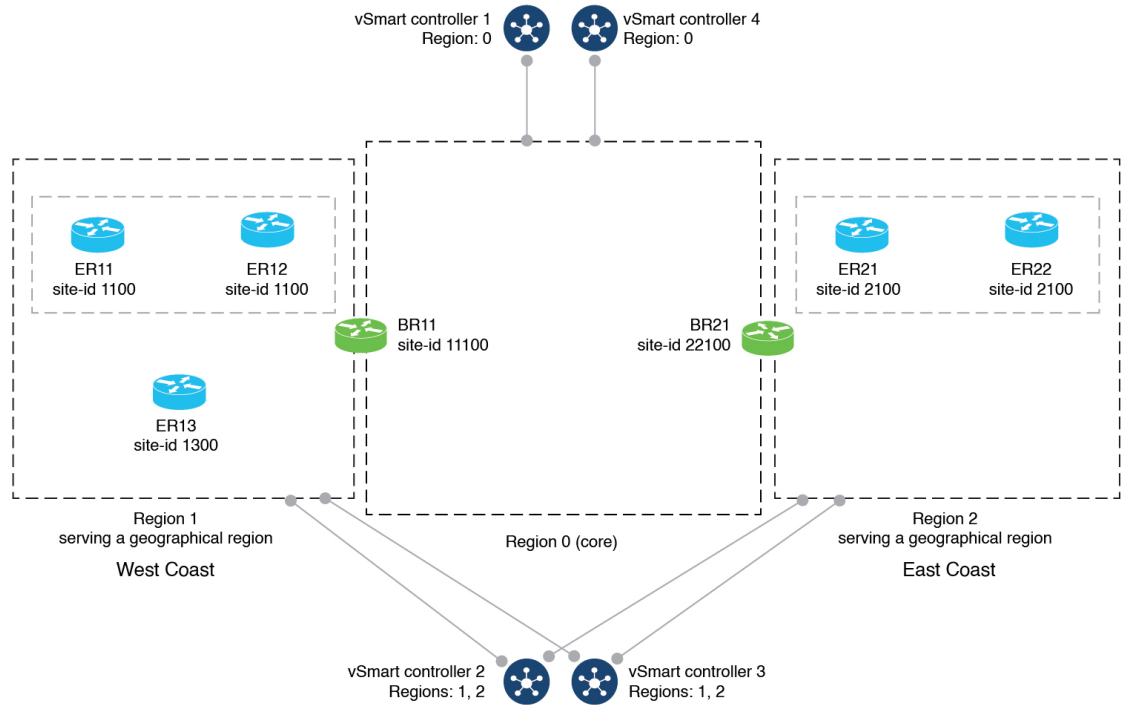 vSmart controller 1
Region: 0
vSmart controller 4
Region: 0
ER11
site-id 1100
ER12
site-id 1100
ER21
site-id 2100
ER22
site-id 2100
BR11
site-id 11100
BR21
site-id 22100
ER13
site-id 1300
Region 1
serving a geographical region
West Coast
Region 0 (core)
Region 2
serving a geographical region
East Coast
vSmart controller 2
Regions: 1, 2
vSmart controller 3
Regions: 1, 2